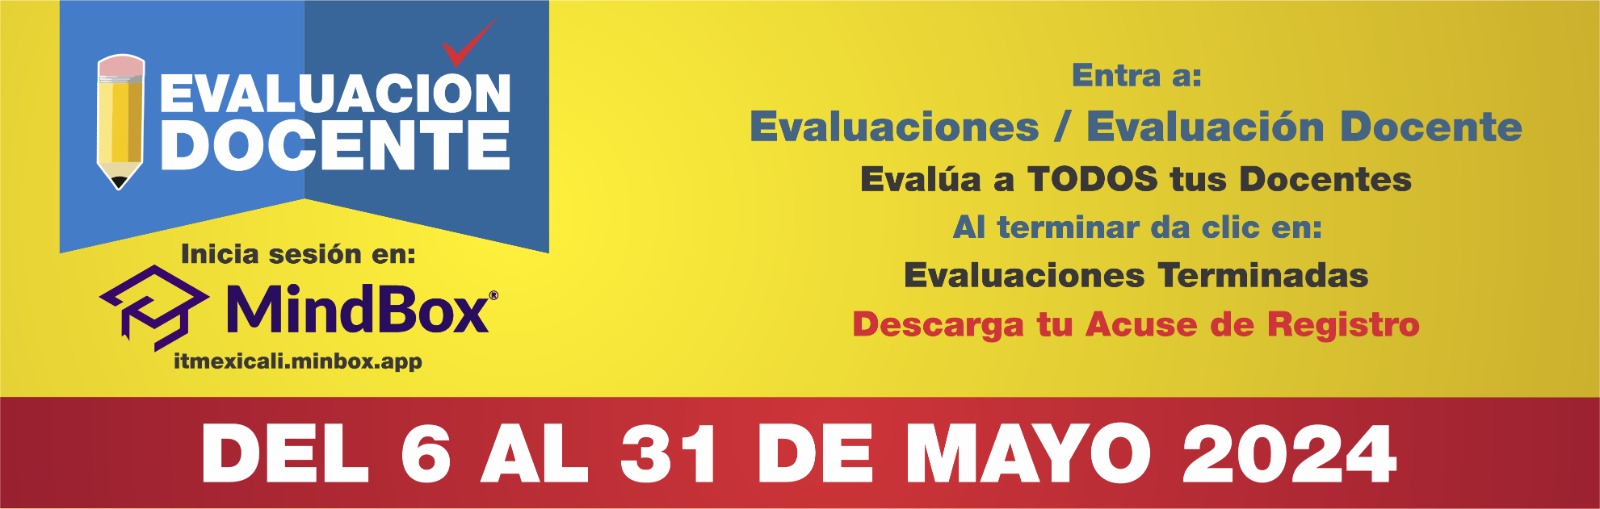 EVALUACIÓN
DOCENTE
Inicia sesión en:
MindBox®
itmexicali.minbox.app
Entra a:
Evaluaciones / Evaluación Docente
Evalúa a TODOS tus Docentes
Al terminar da clic en:
Evaluaciones Terminadas
Descarga tu Acuse de Registro
DEL 6 AL 31 DE MAYO 2024